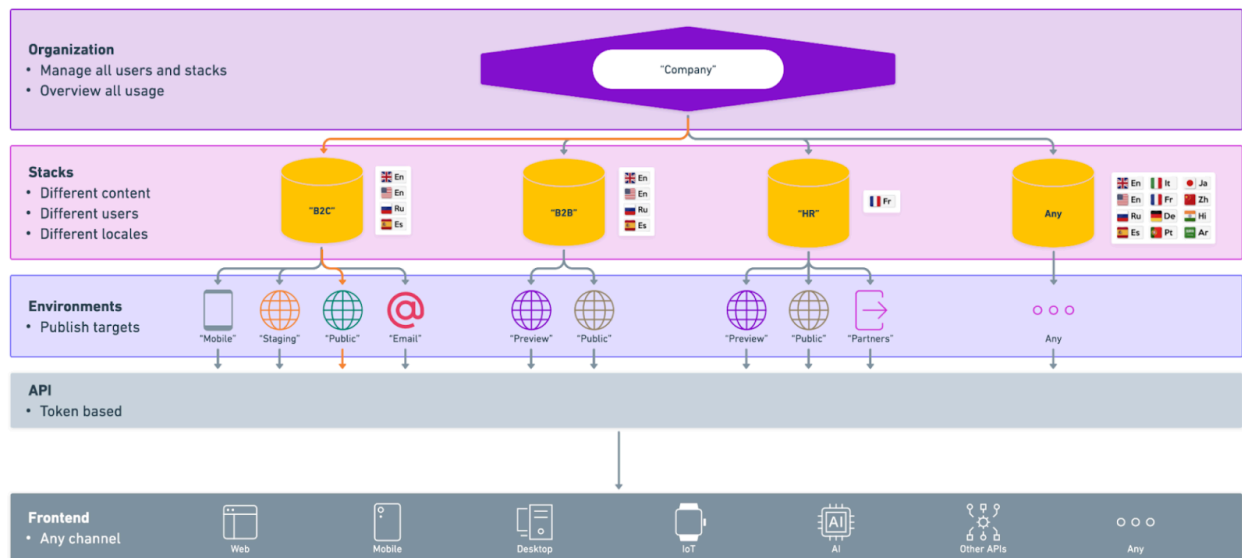 Organization
• Manage all users and stacks
• Overview all usage
"Company"
Stacks
• Different content
• Different users
• Different locales
"B2C"
En
En
Ru
Es
"B2B"
En
En
Ru
Es
"HR"
Fr
Any
En It Ja
En Fr Zh
Ru De Hi
Es Pt Ar
Environments
• Publish targets
"Mobile" "Staging" "Public" "Email" "Preview" "Public" "Preview" "Public" "Partners" Any
API
• Token based
Frontend
• Any channel
AI
Web Mobile Desktop IoT AI Other APIs Any